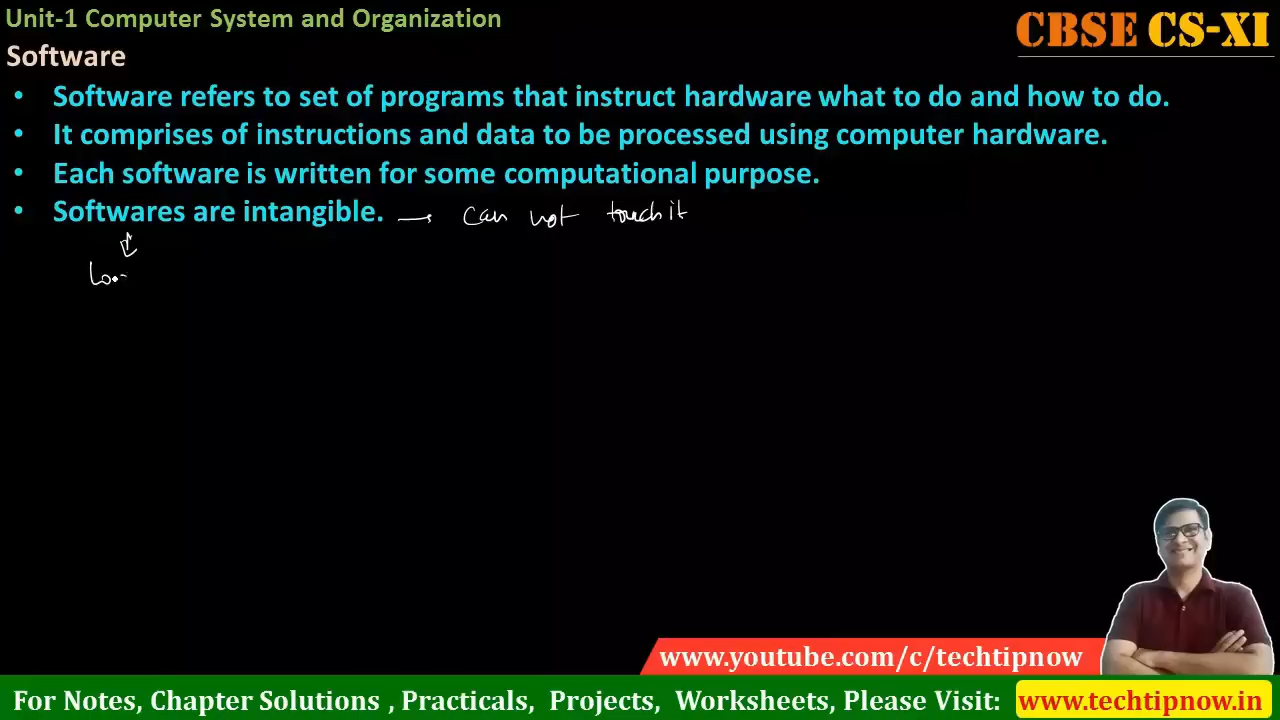 Unit-1 Computer System and Organization
CBSE CS-XI
Software
• Software refers to set of programs that instruct hardware what to do and how to do.
• It comprises of instructions and data to be processed using computer hardware.
• Each software is written for some computational purpose.
• Softwares are intangible. → can not touch it
www.youtube.com/c/techtipnow
For Notes, Chapter Solutions , Practicals, Projects, Worksheets, Please Visit: www.techtipnow.in